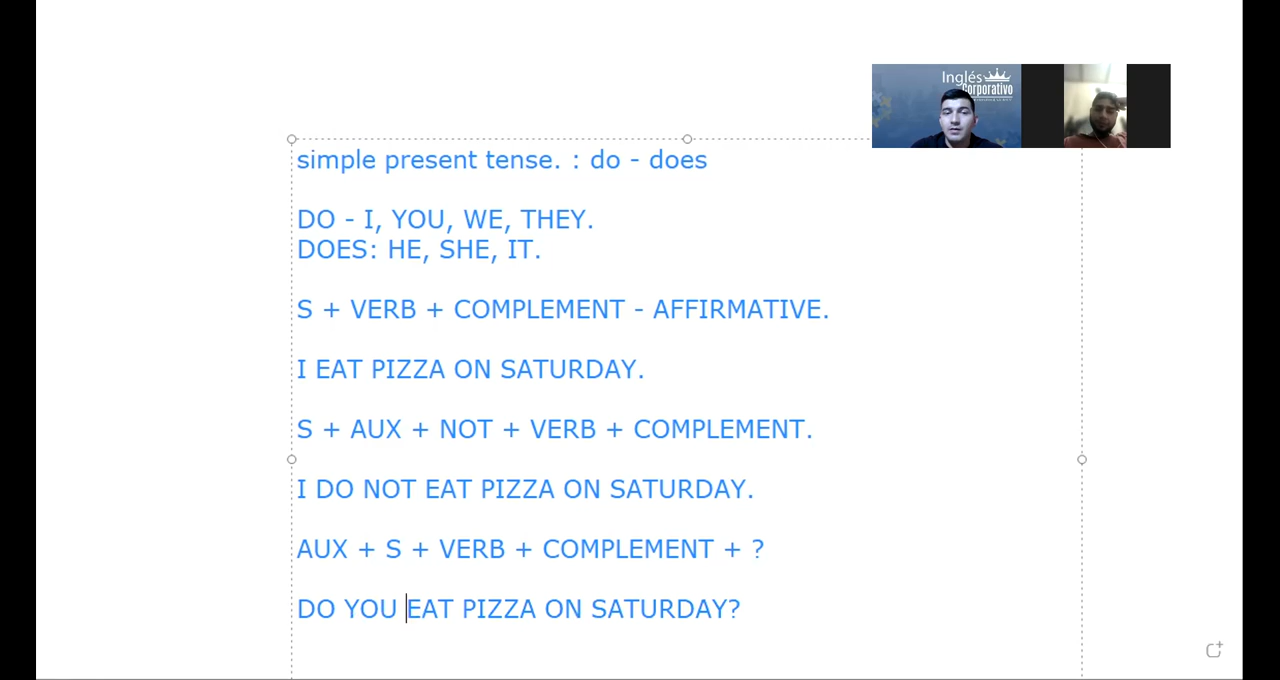 Inglés
Corporativo
simple present tense. : do - does
DO - I, YOU, WE, THEY.
DOES: HE, SHE, IT.
S + VERB + COMPLEMENT - AFFIRMATIVE.
I EAT PIZZA ON SATURDAY.
S + AUX + NOT + VERB + COMPLEMENT.
I DO NOT EAT PIZZA ON SATURDAY.
AUX + S + VERB + COMPLEMENT + ?
DO YOU EAT PIZZA ON SATURDAY?